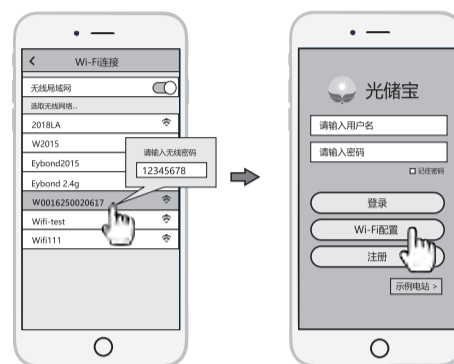 Wi-Fi连接
无线局域网
选取无线网络...
2018LA
W2015
Eybond2015
Eybond 2.4g
W0016250020617
Wifi-test
Wifi111
请输入无线密码
12345678
光储宝
请输入用户名
请输入密码
记住密码
登录
Wi-Fi配置
注册
示例电站 >